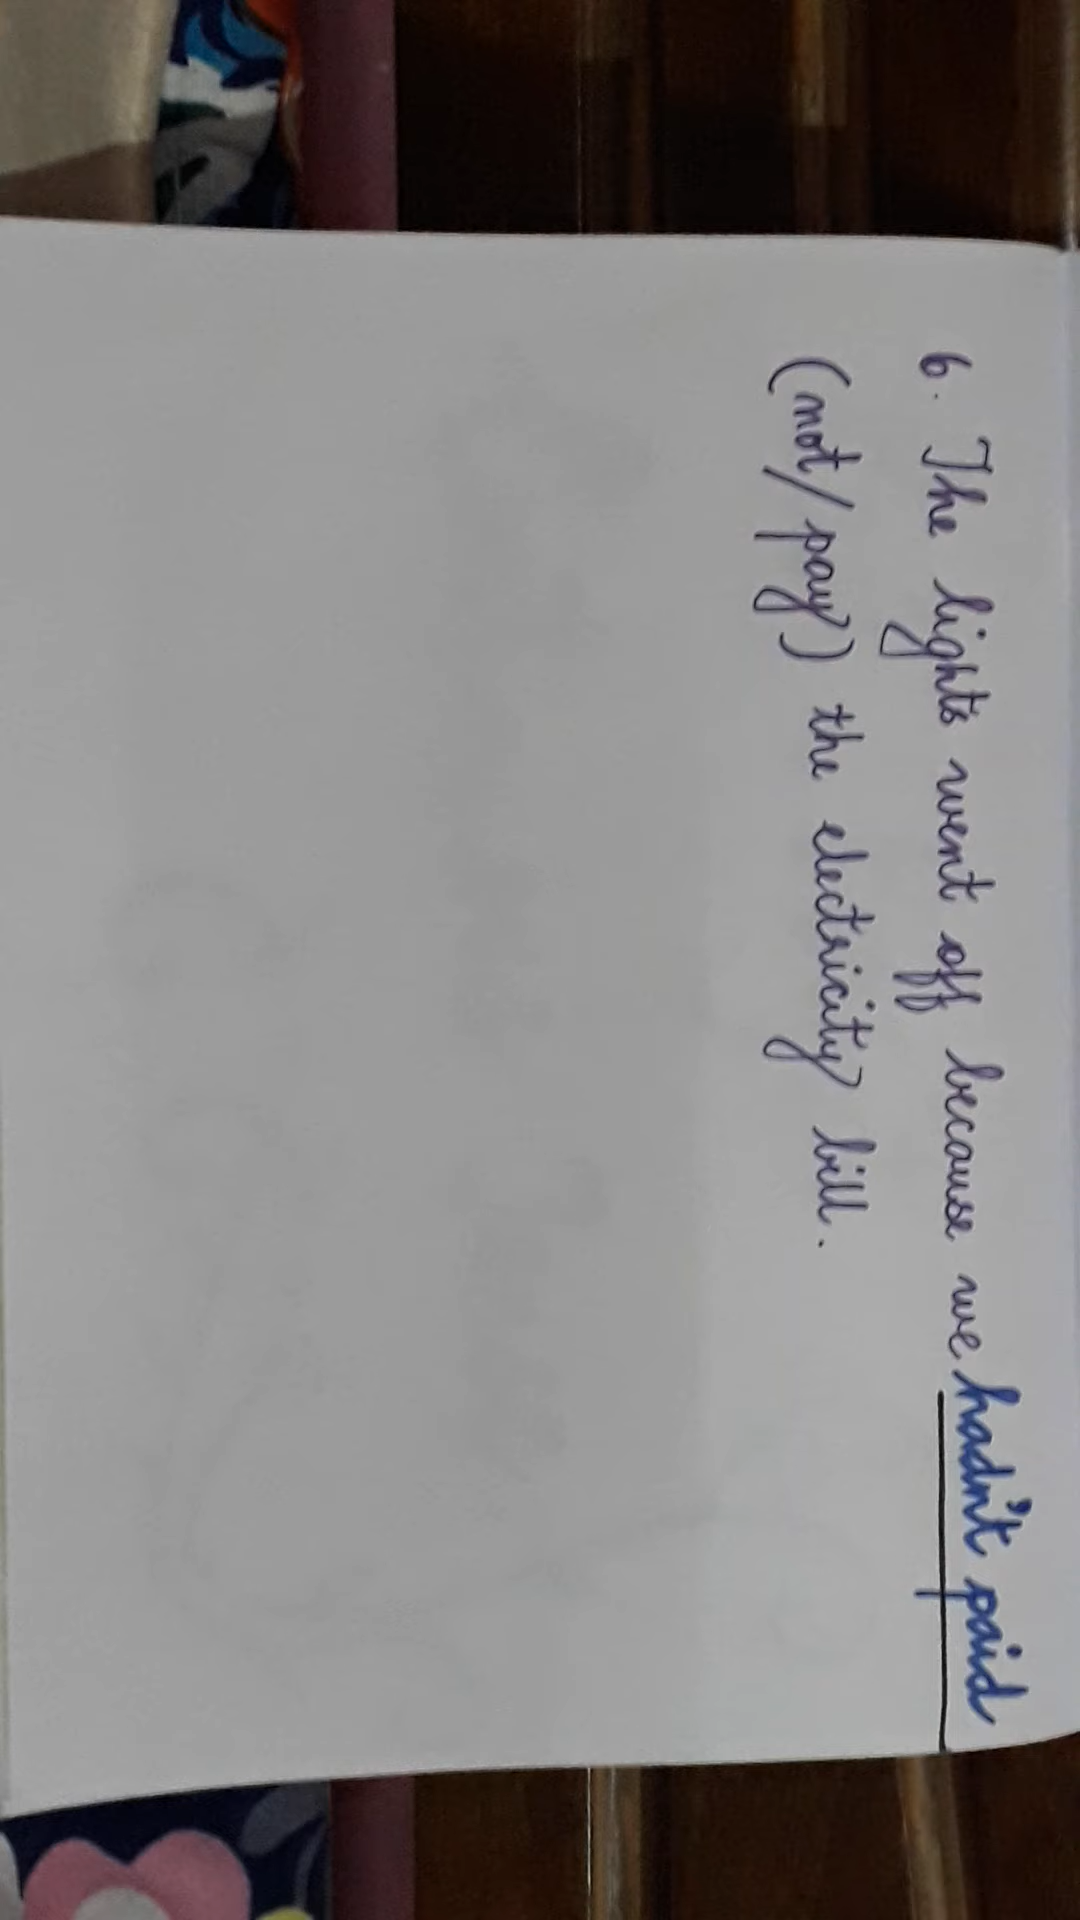 6. The lights went off because we hadn't paid
(not/pay) the electricity bill.